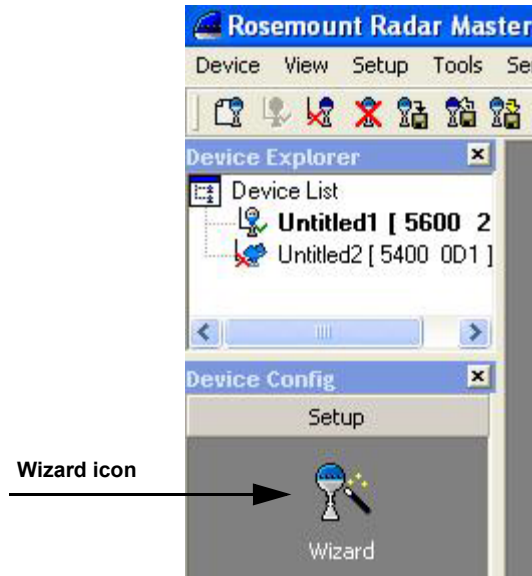 Rosemount Radar Master
Device View Setup Tools Se
Device Explorer
Device List
Untitled1 [ 5600 2
Untitled2 [ 5400 0D1 ]
Device Config
Setup
Wizard icon
Wizard